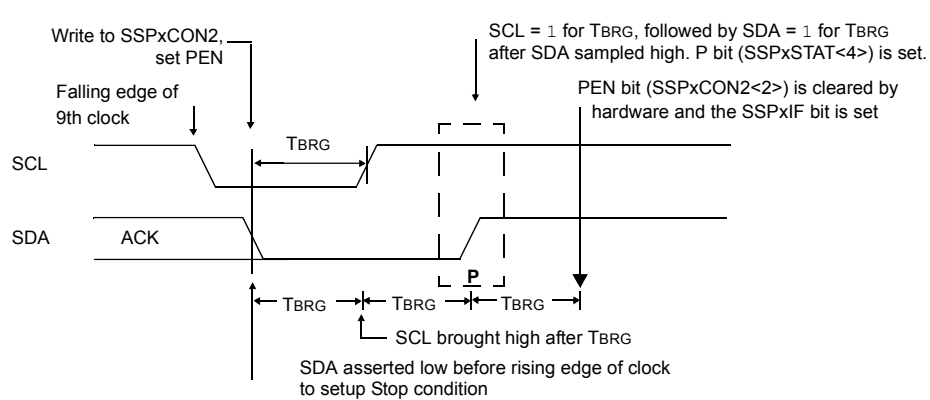 Write to SSPxCON2,
set PEN
SCL = 1 for TBRG, followed by SDA = 1 for TBRG
after SDA sampled high. P bit (SSPxSTAT<4>) is set.
Falling edge of
9th clock
PEN bit (SSPxCON2<2>) is cleared by
hardware and the SSPxIF bit is set
SCL
TBRG
SDA
ACK
P
TBRG
TBRG
TBRG
SCL brought high after TBRG
SDA asserted low before rising edge of clock
to setup Stop condition